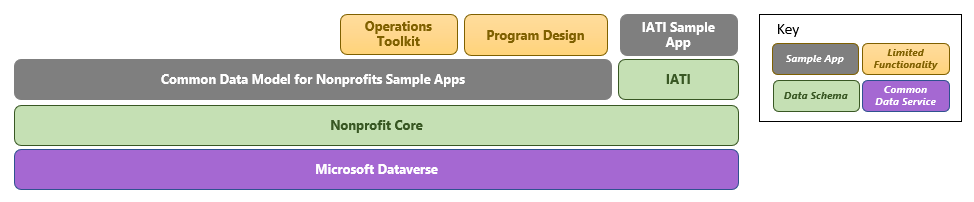 Operations
Toolkit
Program Design
IATI Sample
App
Common Data Model for Nonprofits Sample Apps
IATI
Nonprofit Core
Microsoft Dataverse
Key
Sample App
Limited
Functionality
Data Schema
Common
Data Service